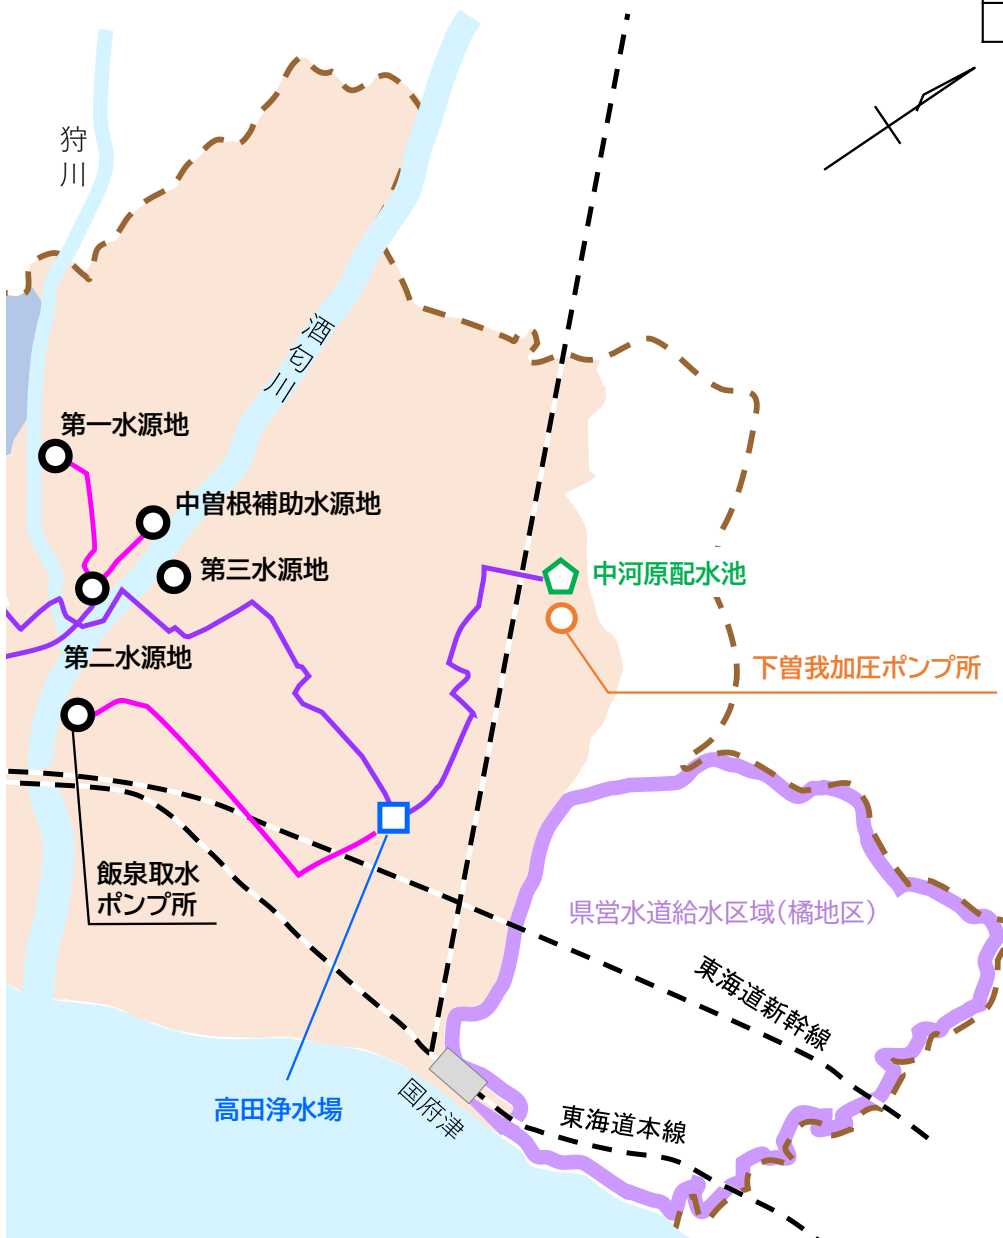 狩川
酒匂川
第一水源地
中曽根補助水源地
第三水源地
中河原配水池
第二水源地
下曽我加圧ポンプ所
飯泉取水
ポンプ所
県営水道給水区域(橘地区)
東海道新幹線
高田浄水場
国府津
東海道本線